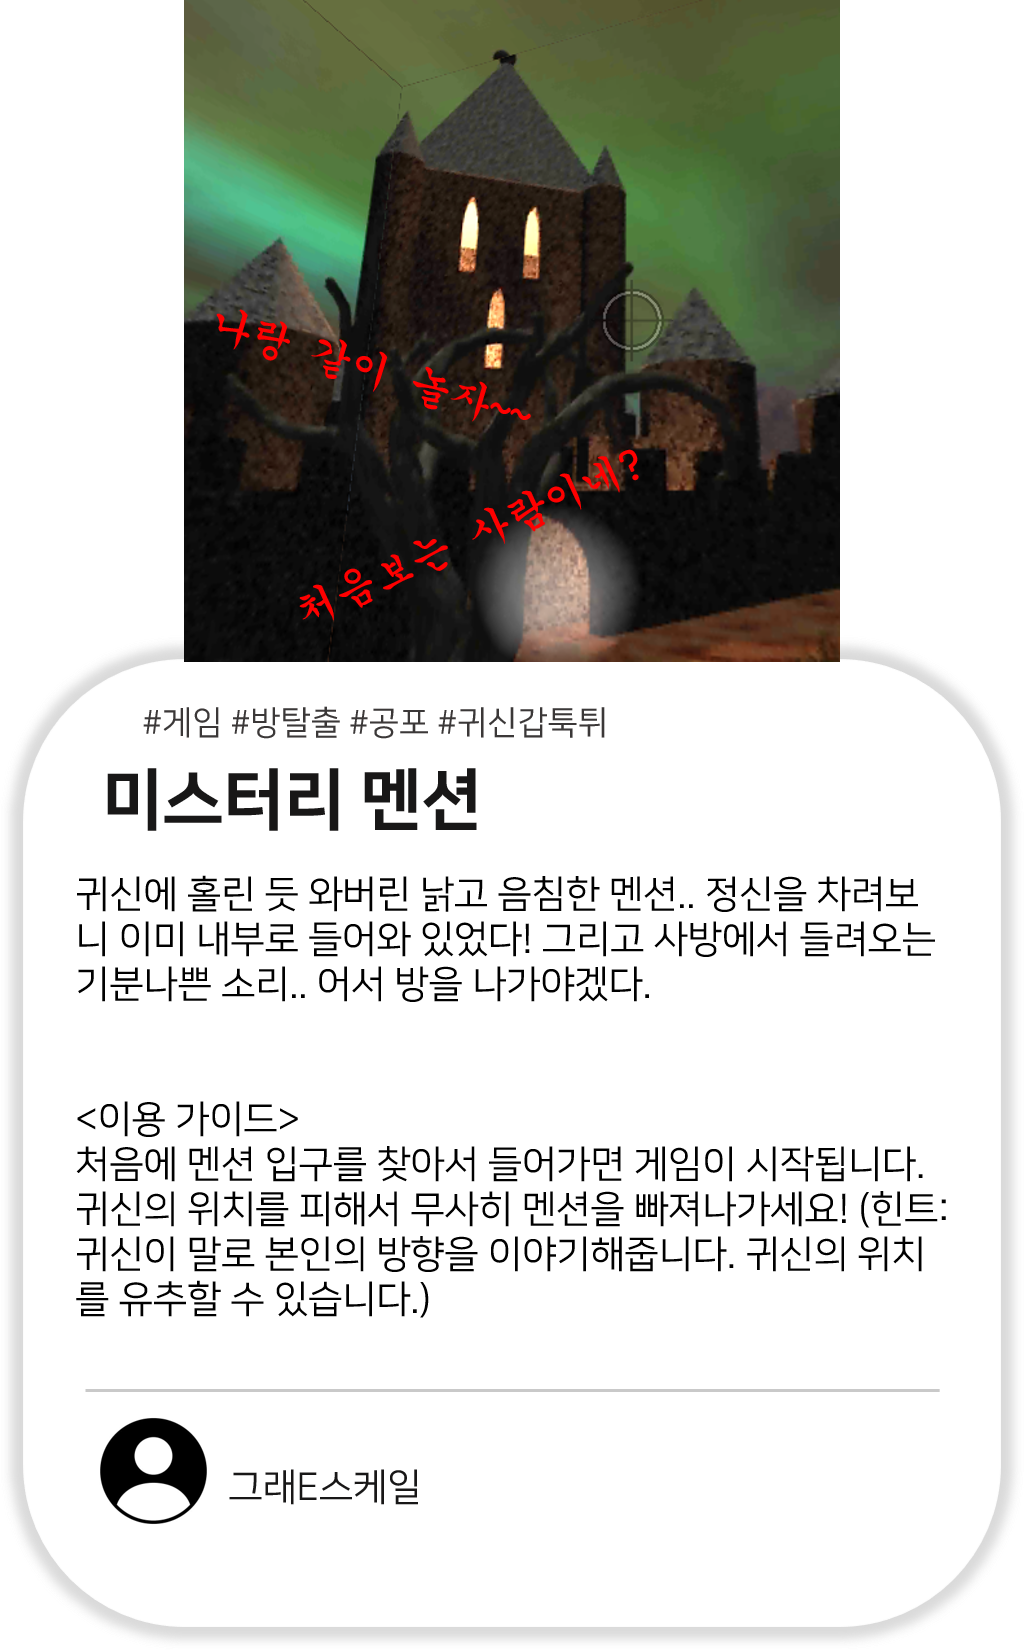 나랑 같이 놀자~~
처음보는 사람이네?
#게임 #방탈출 #공포 #귀신갑툭튀
미스터리 멘션
귀신에 홀린 듯 와버린 낡고 음침한 멘션.. 정신을 차려보
니 이미 내부로 들어와 있었다! 그리고 사방에서 들려오는
기분나쁜 소리.. 어서 방을 나가야겠다.
<이용 가이드>
처음에 멘션 입구를 찾아서 들어가면 게임이 시작됩니다.
귀신의 위치를 피해서 무사히 멘션을 빠져나가세요! (힌트:
귀신이 말로 본인의 방향을 이야기해줍니다. 귀신의 위치
를 유추할 수 있습니다.)
그래E스케일